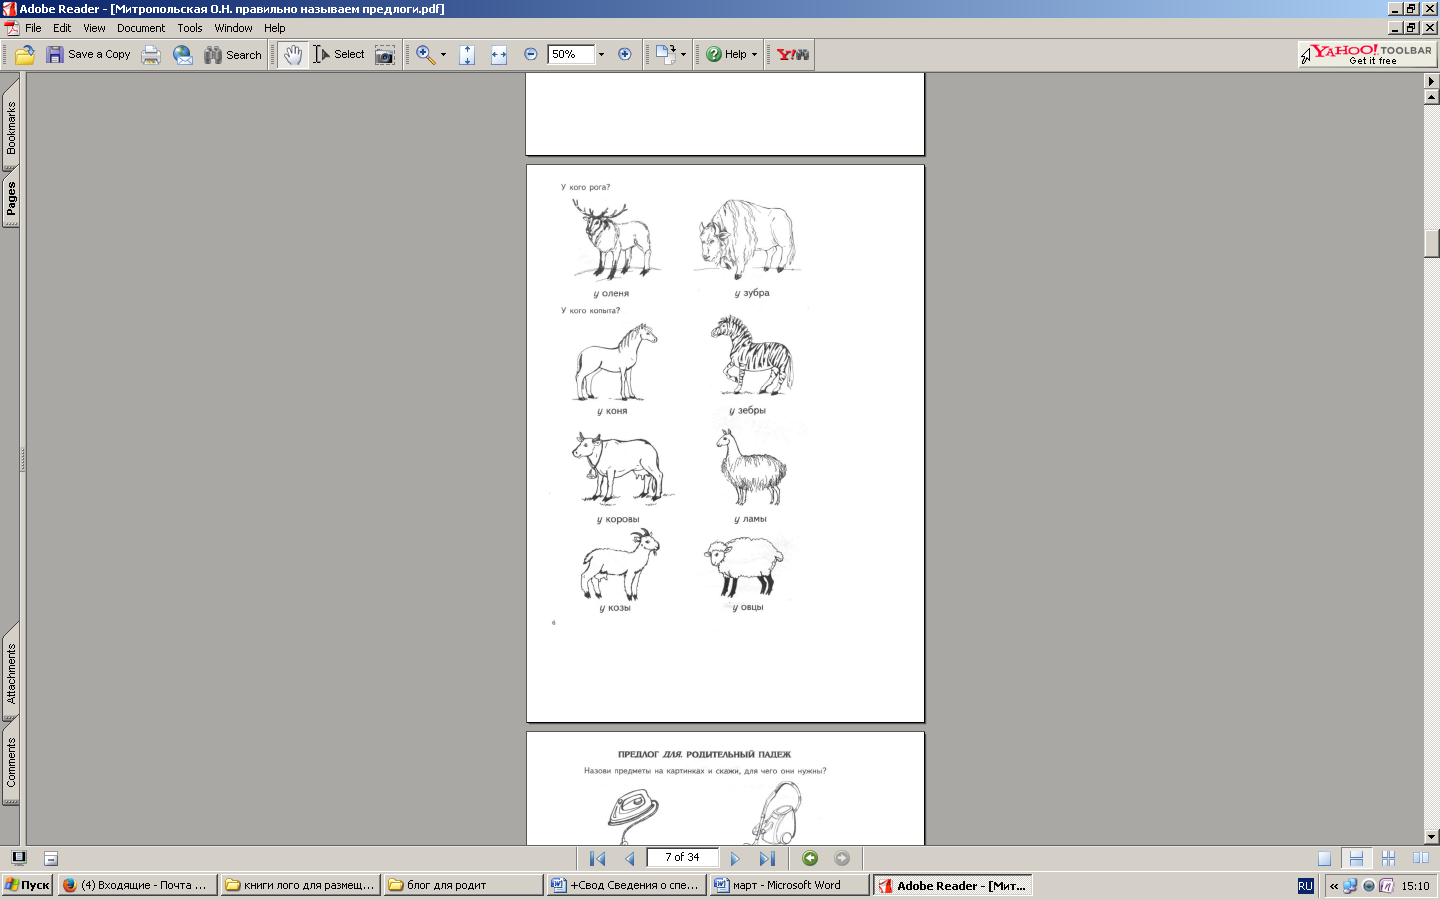 Adobe Reader - [Митропольская О.Н. правильно называем предлоги.pdf]
File Edit View Document Tools Window Help
Save a Copy Search Select 50% Help Y! YAHOO! TOOLBAR
Get it free
Bookmarks
Pages
Attachments
Comments
У кого рога?
у оленя у зубра
У кого копыта?
у коня у зебры
у коровы у ламы
у козы у овцы
6
ПРЕДЛОГ ДЛЯ. РОДИТЕЛЬНЫЙ ПАДЕЖ
Назови предметы на картинках и скажи, для чего они нужны?
7 of 34
Пуск (4) Входящие - Почта ... книги лого для размещ... блог для родит +Свод Сведения о спе... март - Microsoft Word Adobe Reader - [Мит... RU « 15:10